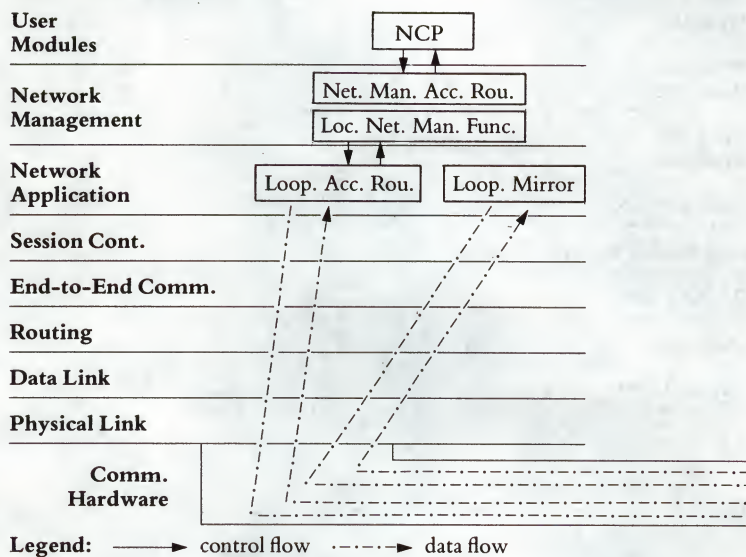 User
Modules
NCP
Network
Management
Net. Man. Acc. Rou.
Loc. Net. Man. Func.
Network
Application
Loop. Acc. Rou.
Loop. Mirror
Session Cont.
End-to-End Comm.
Routing
Data Link
Physical Link
Comm.
Hardware
Legend: control flow data flow